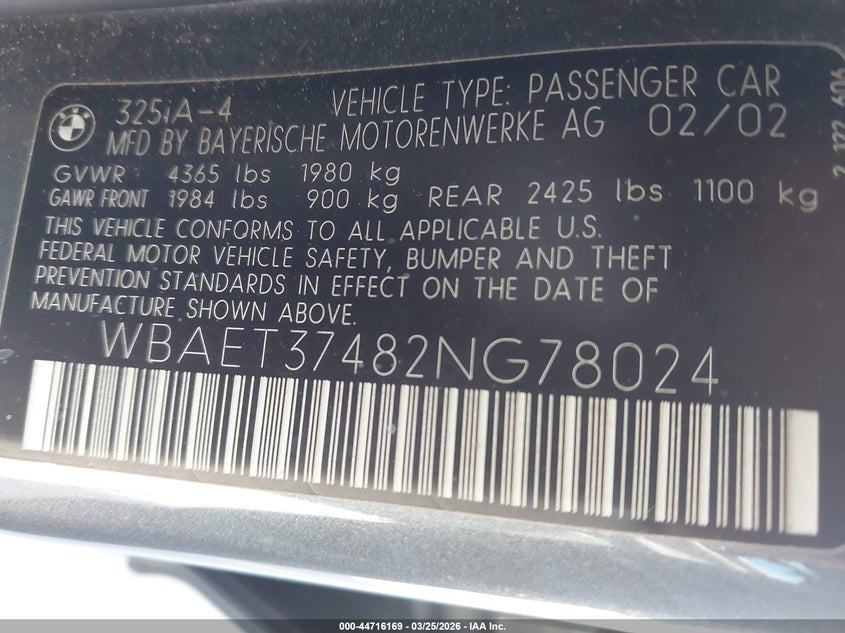 325iA-4 VEHICLE TYPE: PASSENGER CAR
MFD BY BAYERISCHE MOTORENWERKE AG 02/02
GVWR 4365 lbs 1980 kg
GAWR FRONT 1984 lbs 900 kg REAR 2425 lbs 1100 kg
THIS VEHICLE CONFORMS TO ALL APPLICABLE U.S.
FEDERAL MOTOR VEHICLE SAFETY, BUMPER AND THEFT
PREVENTION STANDARDS IN EFFECT ON THE DATE OF
MANUFACTURE SHOWN ABOVE.
WBAET37482NG78024
000-44716169 - 03/25/2026 - IAA Inc.